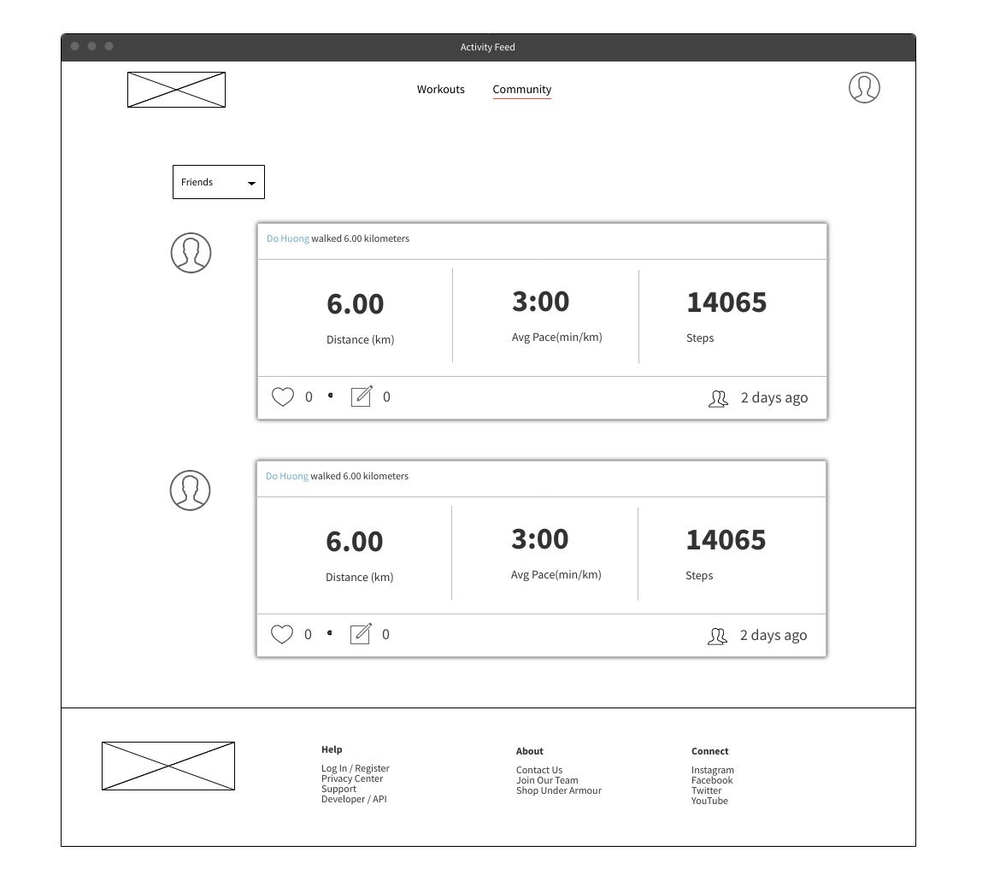 Activity Feed
Workouts Community
Friends
Do Huong walked 6.00 kilometers
6.00 3:00 14065
Distance (km) Avg Pace(min/km) Steps
0 0 2 days ago
Do Huong walked 6.00 kilometers
6.00 3:00 14065
Distance (km) Avg Pace(min/km) Steps
0 0 2 days ago
Help
Log In / Register
Privacy Center
Support
Developer / API
About
Contact Us
Join Our Team
Shop Under Armour
Connect
Instagram
Facebook
Twitter
YouTube